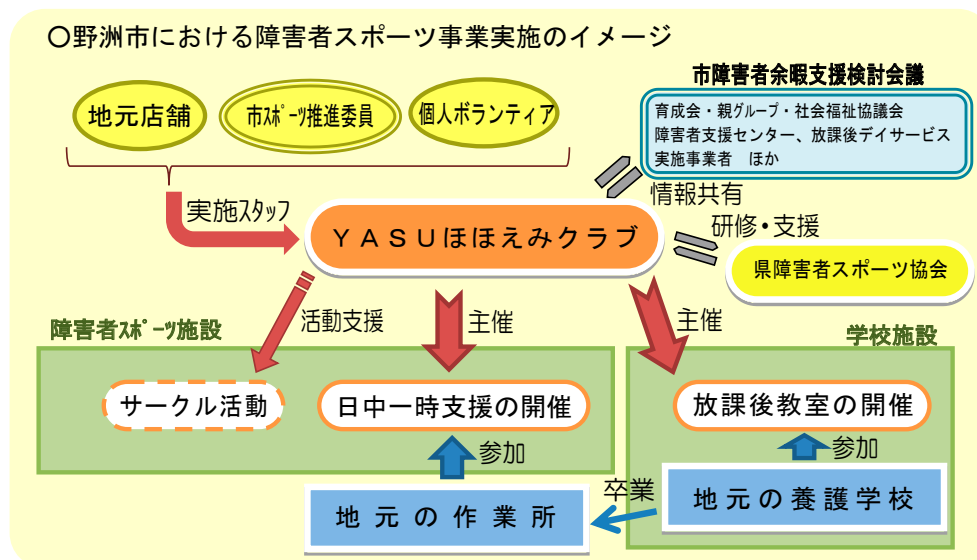 〇野洲市における障害者スポーツ事業実施のイメージ
地元店舗
市ｽﾎﾟｰﾂ推進委員
個人ボランティア
市障害者余暇支援検討会議
育成会・親ｸﾞﾙｰﾌﾟ・社会福祉協議会
障害者支援センター、放課後デイサービス
実施事業者　ほか
実施ｽﾀｯﾌ
情報共有
ＹＡＳＵほほえみクラブ
研修・支援
県障害者スポーツ協会
活動支援
主催
主催
障害者ｽﾎﾟｰﾂ施設
学校施設
サークル活動
日中一時支援の開催
放課後教室の開催
参加
参加
地元の作業所
卒業
地元の養護学校